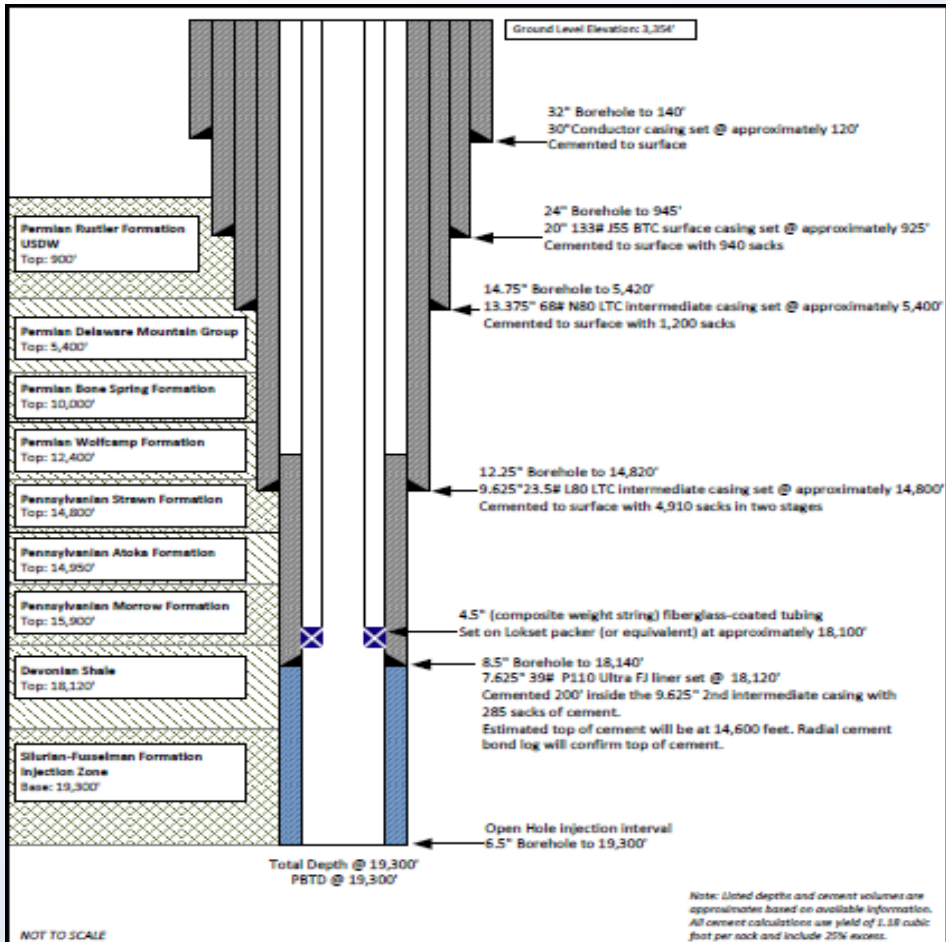 Ground Level Elevation: 3,354'
32" Borehole to 140'
30"Conductor casing set @ approximately 120'
Cemented to surface
24" Borehole to 945'
20" 133# J55 BTC surface casing set @ approximately 925'
Cemented to surface with 940 sacks
Permian Rustler Formation
USDW
Top: 900'
14.75" Borehole to 5,420'
13.375" 68# N80 LTC intermediate casing set @ approximately 5,400'
Cemented to surface with 1,200 sacks
Permian Delaware Mountain Group
Top: 5,400'
Permian Bone Spring Formation
Top: 10,000'
Permian Wolfcamp Formation
Top: 12,400'
12.25" Borehole to 14,820'
9.625"23.5# L80 LTC intermediate casing set @ approximately 14,800'
Cemented to surface with 4,910 sacks in two stages
Pennsylvanian Strawn Formation
Top: 14,800'
Pennsylvanian Atoka Formation
Top: 14,950'
Pennsylvanian Morrow Formation
Top: 15,900'
4.5" (composite weight string) fiberglass-coated tubing
Set on Lokset packer (or equivalent) at approximately 18,100'
8.5" Borehole to 18,140'
7.625" 39# P110 Ultra FJ liner set @ 18,120'
Cemented 200' inside the 9.625" 2nd intermediate casing with
285 sacks of cement.
Estimated top of cement will be at 14,600 feet. Radial cement
bond log will confirm top of cement.
Devonian Shale
Top: 18,120'
Silurian-Fusselman Formation
Injection Zone
Base: 19,300'
Open Hole injection interval
6.5" Borehole to 19,300'
Total Depth @ 19,300'
PBTD @ 19,300'
Note: Listed depths and cement volumes are
approximates based on available information.
All cement calculations use yield of 1.18 cubic
foot per sack and include 25% excess.
NOT TO SCALE